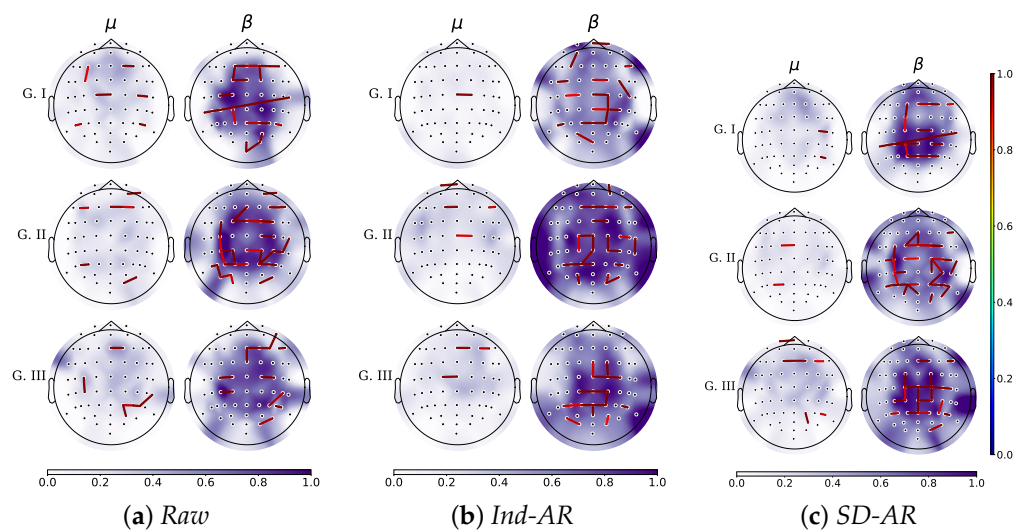 μ β μ β
μ β
G. I G. I G. I
G. II G. II G. II
G. III G. III G. III
1.0
0.8
0.6
0.4
0.2
0.0
0.0 0.2 0.4 0.6 0.8 1.0 0.0 0.2 0.4 0.6 0.8 1.0 0.0 0.2 0.4 0.6 0.8 1.0
(a) Raw (b) Ind-AR (c) SD-AR